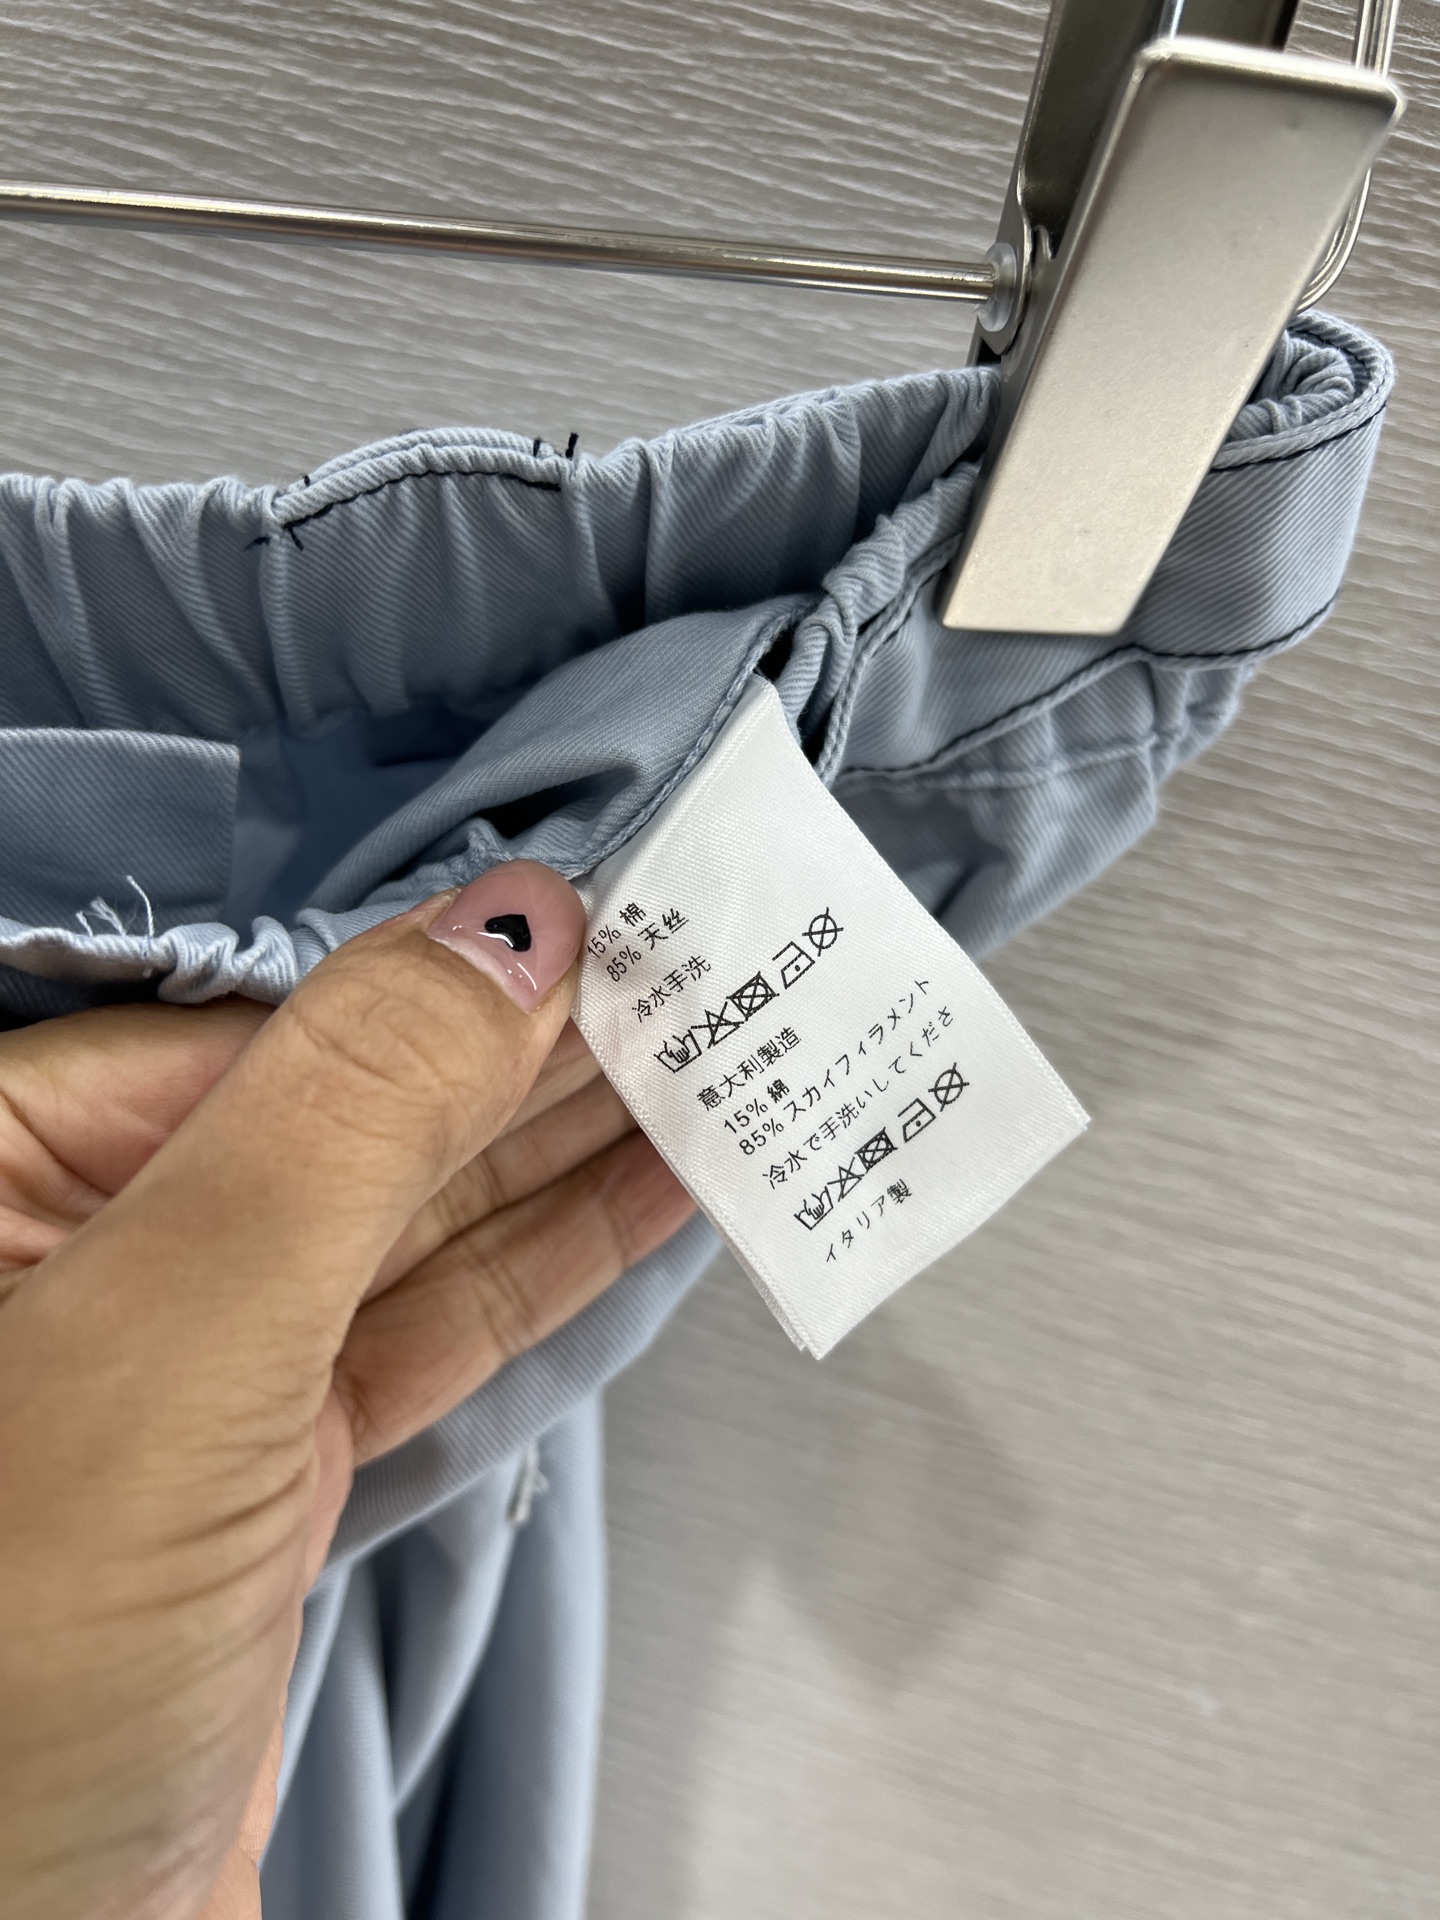 15% 棉
85% 天丝
冷水手洗
意大利製造
15% 綿
85% スカイフィラメント
冷水で手洗いしてくださ
イタリア製